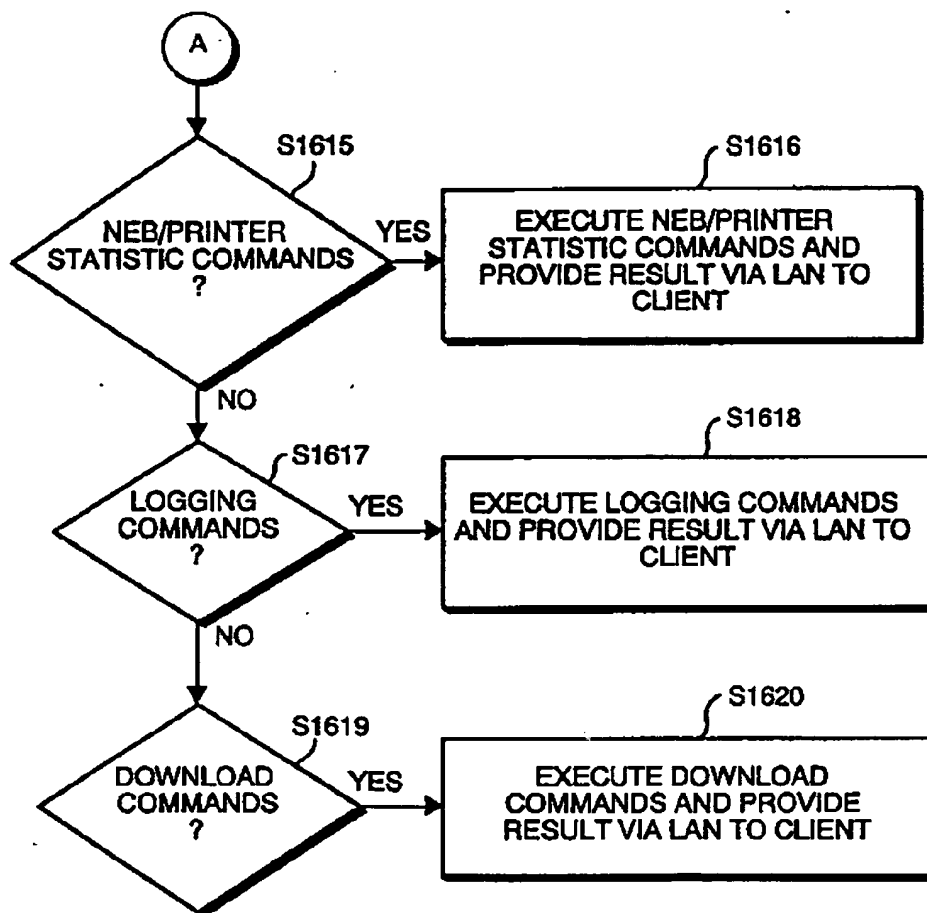 A
S1615
NEB/PRINTER
STATISTIC COMMANDS
?
YES
S1616
EXECUTE NEB/PRINTER
STATISTIC COMMANDS AND
PROVIDE RESULT VIA LAN TO
CLIENT
NO
S1617
LOGGING
COMMANDS
?
YES
S1618
EXECUTE LOGGING COMMANDS
AND PROVIDE RESULT VIA LAN TO
CLIENT
NO
S1619
DOWNLOAD
COMMANDS
?
YES
S1620
EXECUTE DOWNLOAD
COMMANDS AND PROVIDE
RESULT VIA LAN TO CLIENT